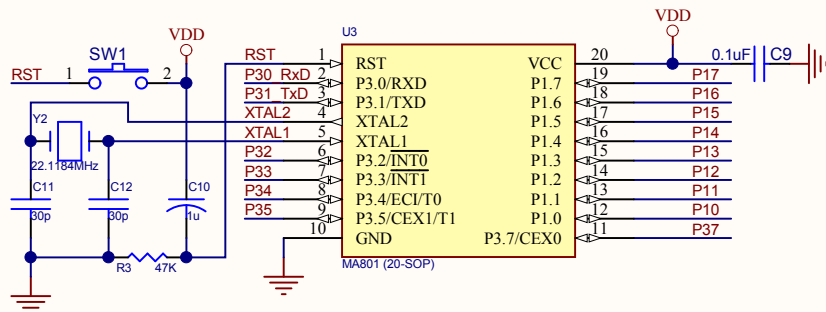 VDD
U3
VDD
SW1
RST 1 2
RST 1 RST VCC 20
0.1uF C9
P30_RxD 2 P3.0/RXD P1.7 19 P17
P31_TxD 3 P3.1/TXD P1.6 18 P16
XTAL2 4 XTAL2 P1.5 17 P15
Y2
XTAL1 5 XTAL1 P1.4 16 P14
22.1184MHz
P32 6 P3.2/INT0 P1.3 15 P13
P33 7 P3.3/INT1 P1.2 14 P12
C11 C12 C10
P34 8 P3.4/ECI/T0 P1.1 13 P11
30p 30p .1u
P35 9 P3.5/CEX1/T1 P1.0 12 P10
10 GND P3.7/CEX0 11 P37
R3 47K
MA801 (20-SOP)